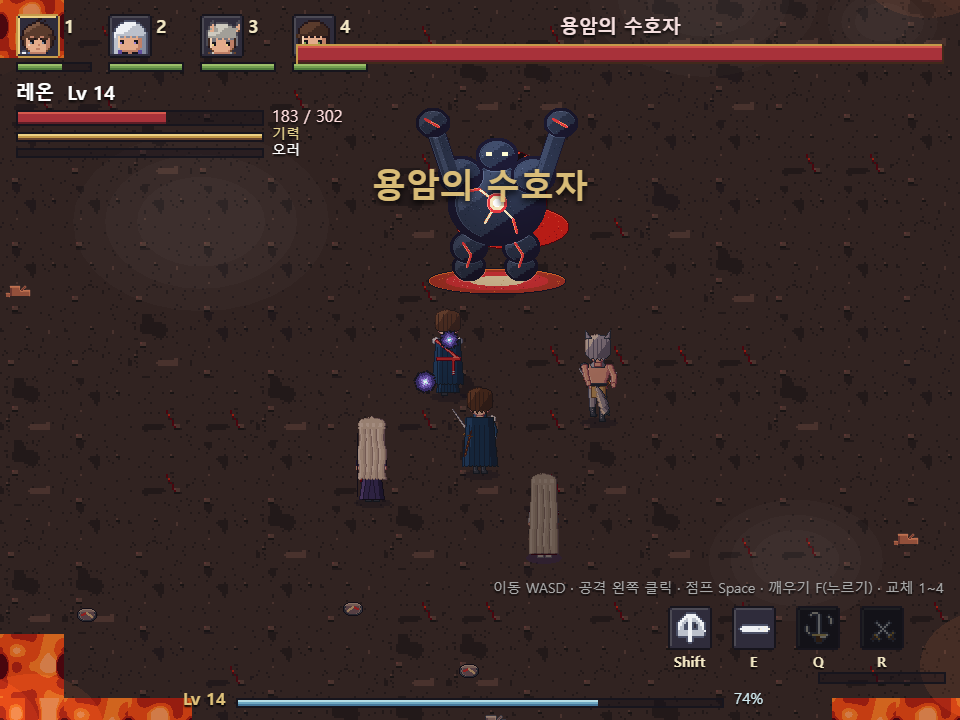 1 2 3 4
용암의 수호자
레온 Lv 14
183 / 302
기력
오러
용암의 수호자
이동 WASD · 공격 왼쪽 클릭 · 점프 Space · 깨우기 F(누르기) · 교체 1~4
Shift E Q R
Lv 14 74%